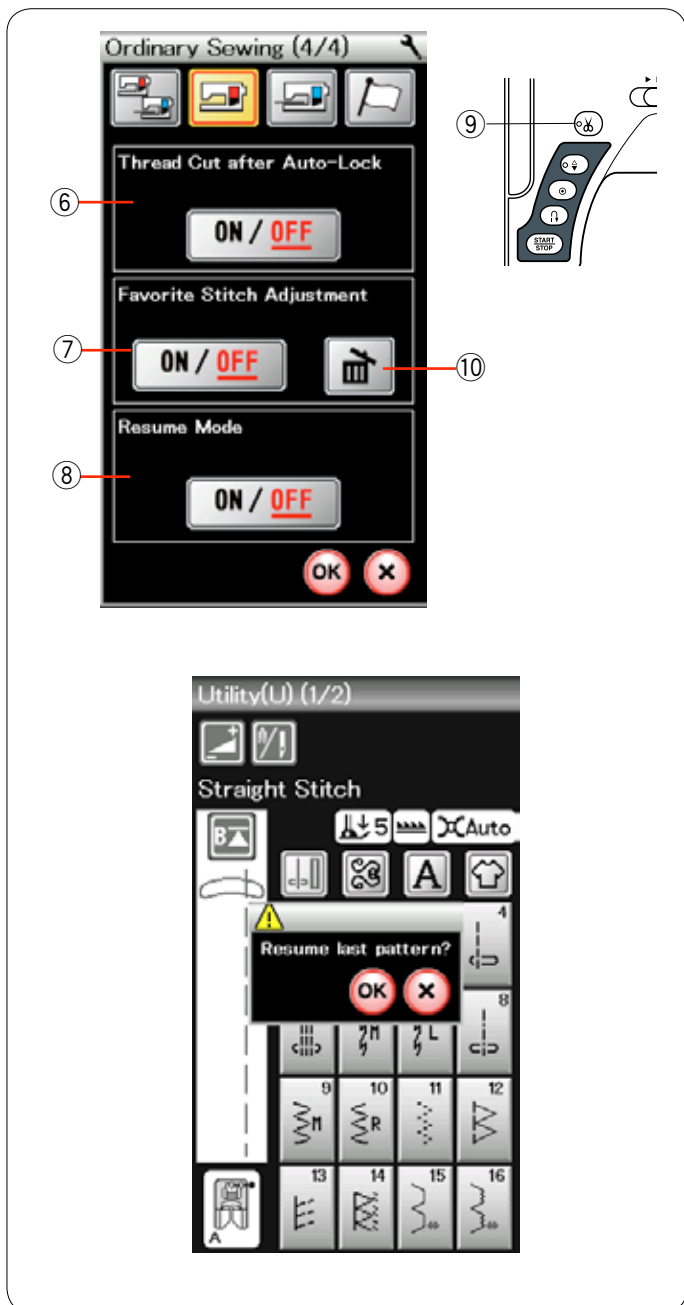 Ordinary Sewing (4/4)
⑨
Thread Cut after Auto-Lock
⑥
ON / OFF
START
STOP
Favorite Stitch Adjustment
⑦
ON / OFF
⑩
Resume Mode
⑧
ON / OFF
OK ×
Utility(U) (1/2)
Straight Stitch
B 5 Auto
A
4
Resume last pattern?
OK ×
8
M L
9 10 11 12
M R
13 14 15 16
A